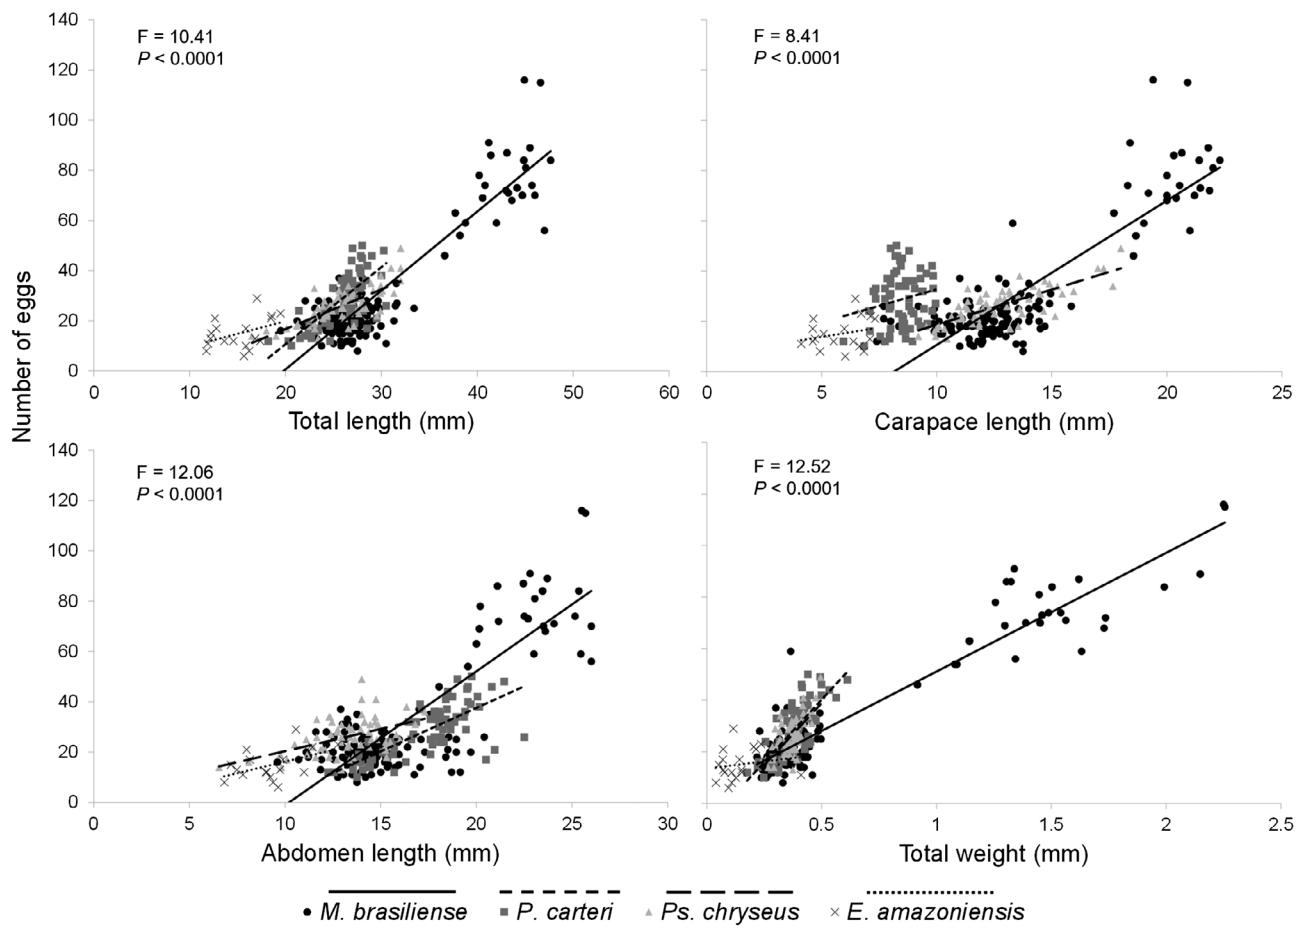 Number of eggs
140
120
100
80
60
40
20
0
F = 10.41
P < 0.0001
0 10 20 30 40 50 60
Total length (mm)
F = 8.41
P < 0.0001
0 5 10 15 20 25
Carapace length (mm)
140
120
100
80
60
40
20
0
F = 12.06
P < 0.0001
0 5 10 15 20 25 30
Abdomen length (mm)
F = 12.52
P < 0.0001
0 0.5 1 1.5 2 2.5
Total weight (mm)
M. brasiliense P. carteri Ps. chryseus E. amazoniensis